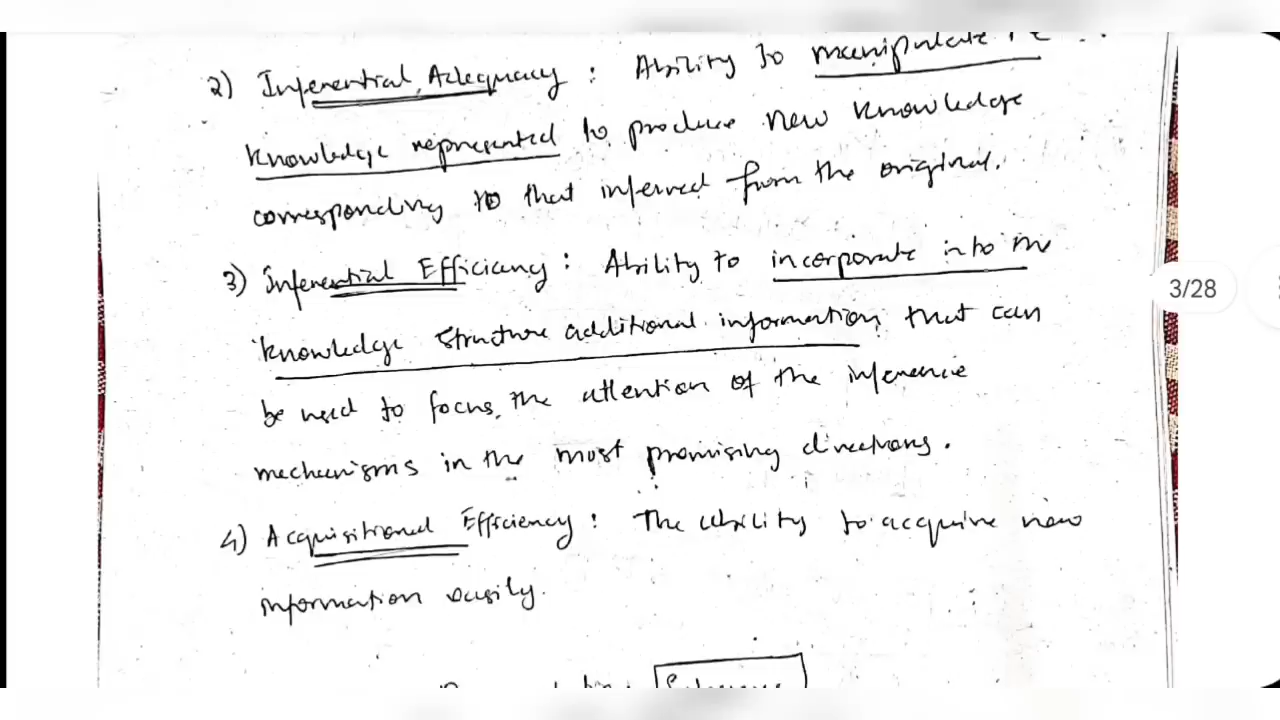 2) Inferential Adequacy : Ability to manipulate
knowledge represented to produce new knowledge
corresponding to that inferred from the original.
3) Inferential Efficiency : Ability to incorporate into the
knowledge structure additional information, that can
be used to focus, the attention of the inference
mechanisms in the most promising directions.
3/28
4) Acquisitional Efficiency : The ability to acquire new
information easily.